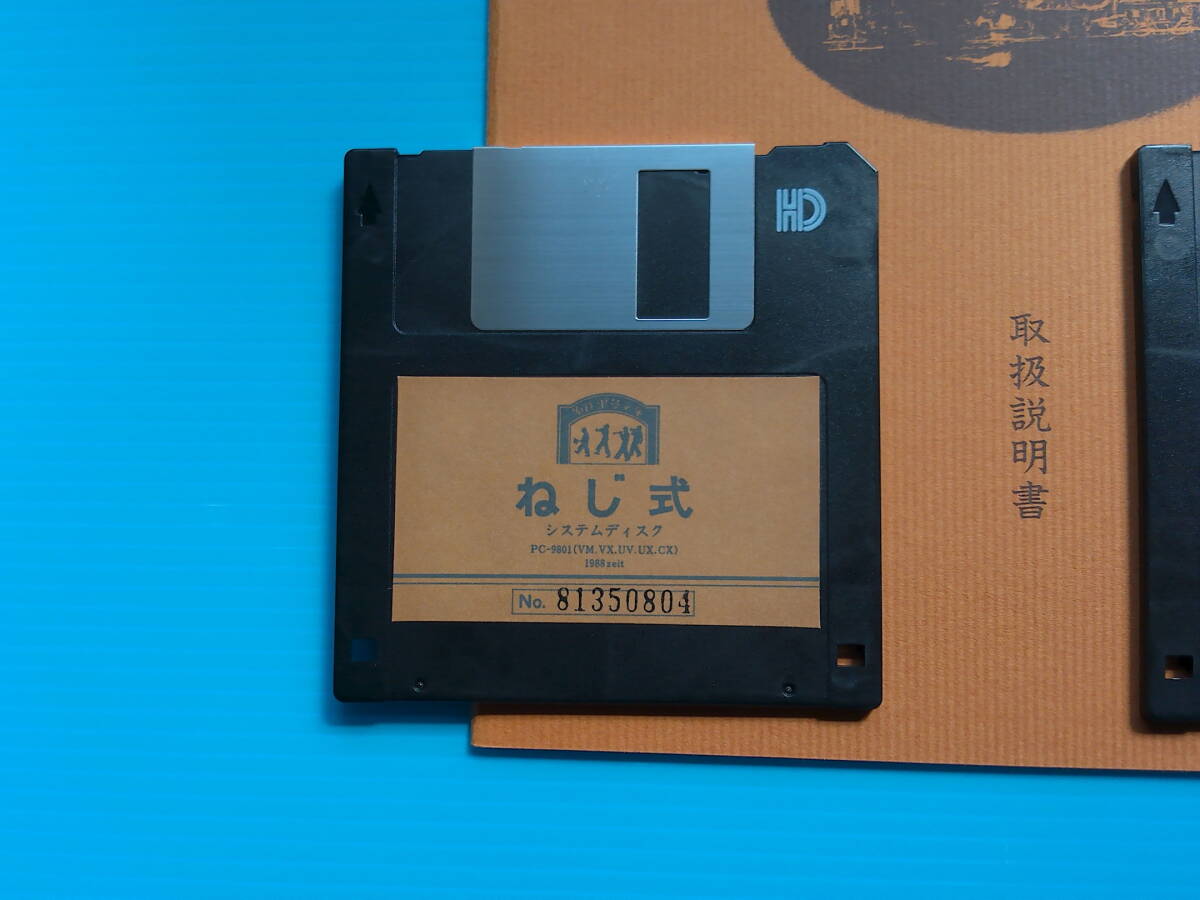 HD
ねじ式
システムディスク
PC-9801(VM.VX.UV.UX.CX)
1988 zeit
No. 81350804
取扱説明書